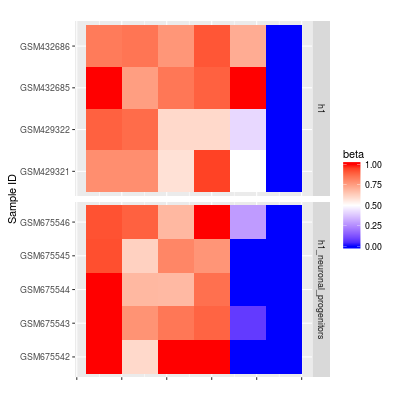 Sample ID
GSM432686
GSM432685
GSM429322
GSM429321
h1
GSM675546
GSM675545
GSM675544
GSM675543
GSM675542
h1_neuronal_progenitors
beta
1.00
0.75
0.50
0.25
0.00